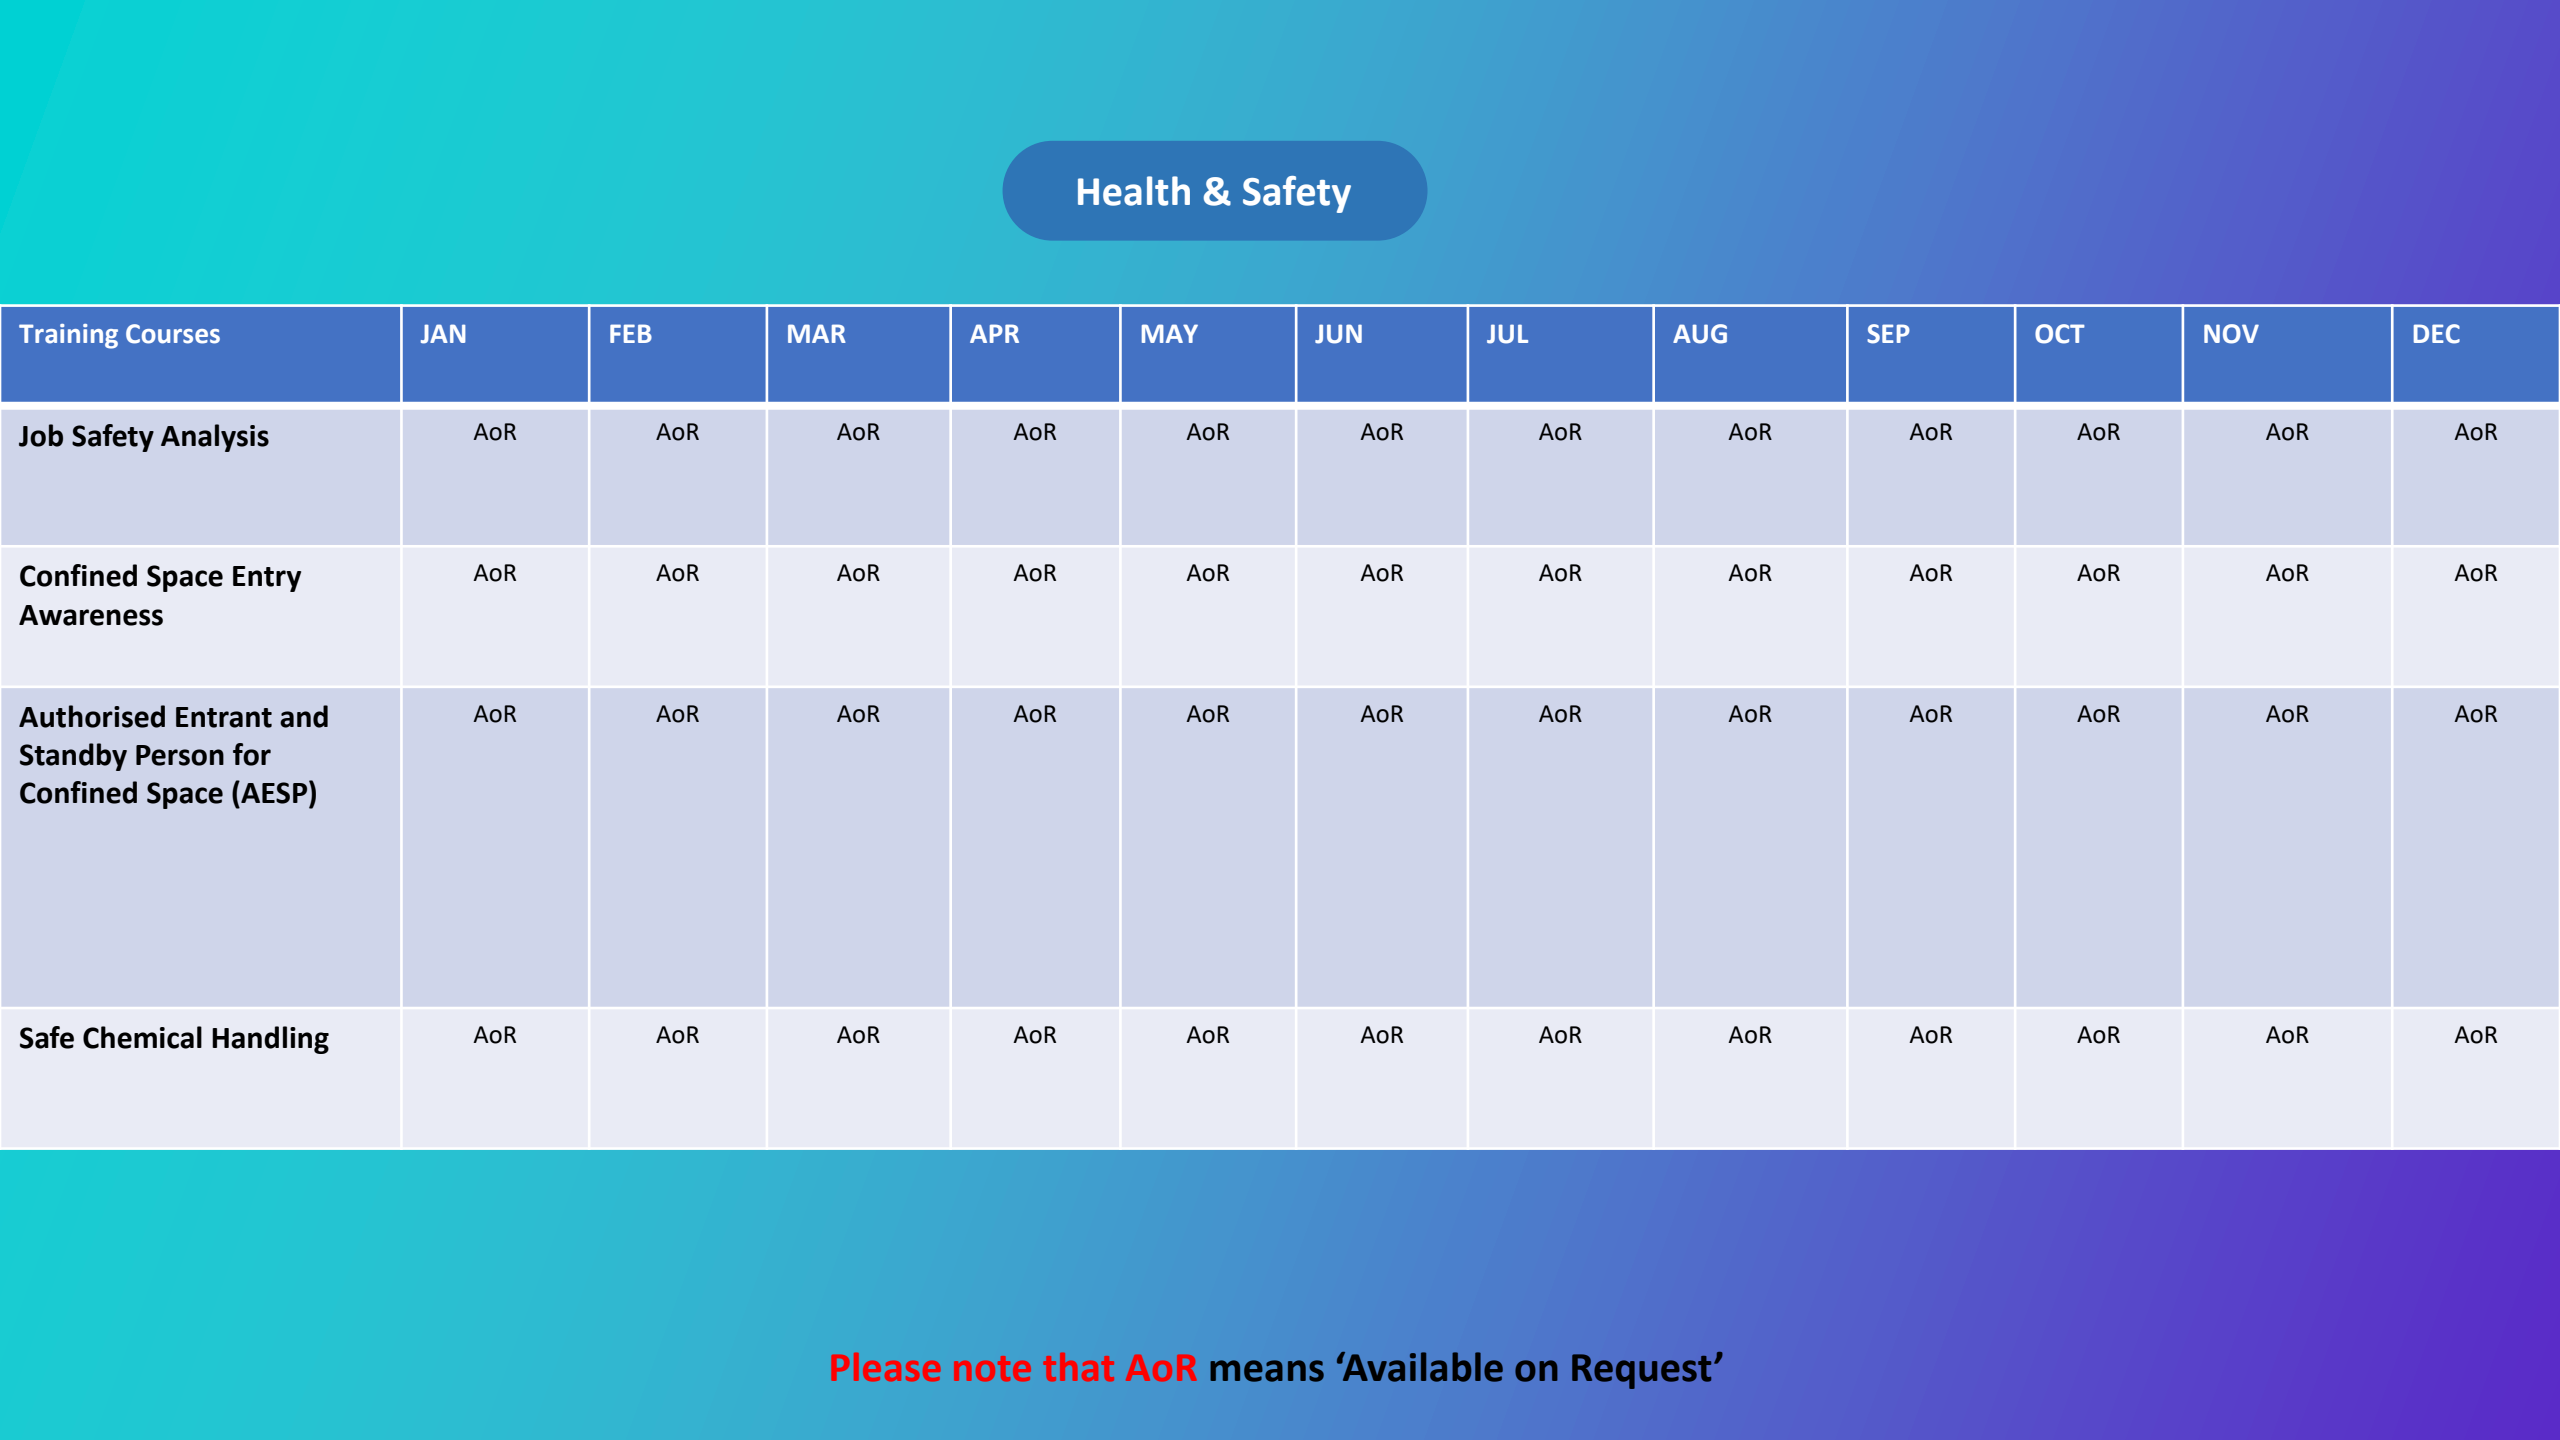 Health & Safety
Training Courses JAN FEB MAR APR MAY JUN JUL AUG SEP OCT NOV DEC
Job Safety Analysis AoR AoR AoR AoR AoR AoR AoR AoR AoR AoR AoR AoR
Confined Space Entry AoR AoR AoR AoR AoR AoR AoR AoR AoR AoR AoR AoR
Awareness
Authorised Entrant and AoR AoR AoR AoR AoR AoR AoR AoR AoR AoR AoR AoR
Standby Person for
Confined Space (AESP)
Safe Chemical Handling AoR AoR AoR AoR AoR AoR AoR AoR AoR AoR AoR AoR
Please note that AoR means ‘Available on Request’